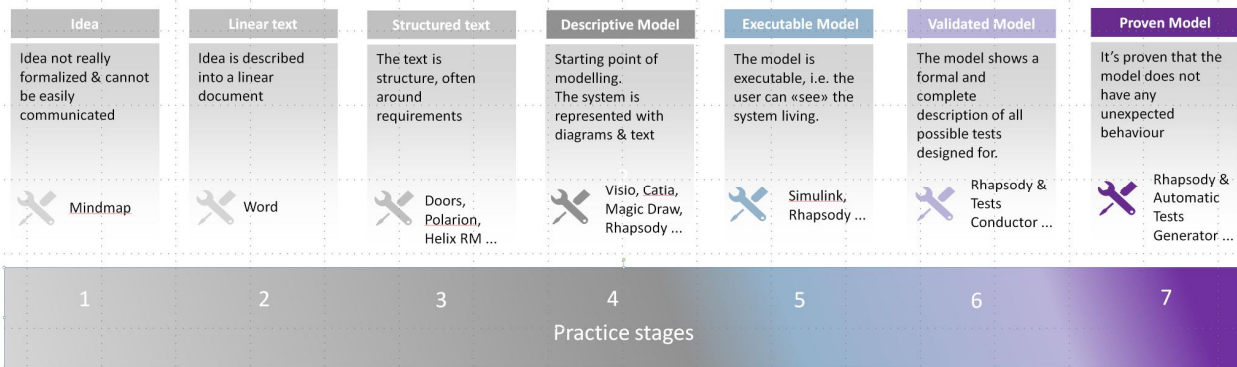 Idea
Idea not really
formalized & cannot
be easily
communicated
Mindmap
Linear text
Idea is described
into a linear
document
Word
Structured text
The text is
structure, often
around
requirements
Doors,
Polarion,
Helix RM ...
Descriptive Model
Starting point of
modelling.
The system is
represented with
diagrams & text
Visio, Catia,
Magic Draw,
Rhapsody ...
Executable Model
The model is
executable, i.e. the
user can «see» the
system living.
Simulink,
Rhapsody ...
Validated Model
The model shows a
formal and
complete
description of all
possible tests
designed for.
Rhapsody &
Tests
Conductor ...
Proven Model
It's proven that the
model does not
have any
unexpected
behaviour
Rhapsody &
Automatic
Tests
Generator ...
1 2 3 4 5 6 7
Practice stages